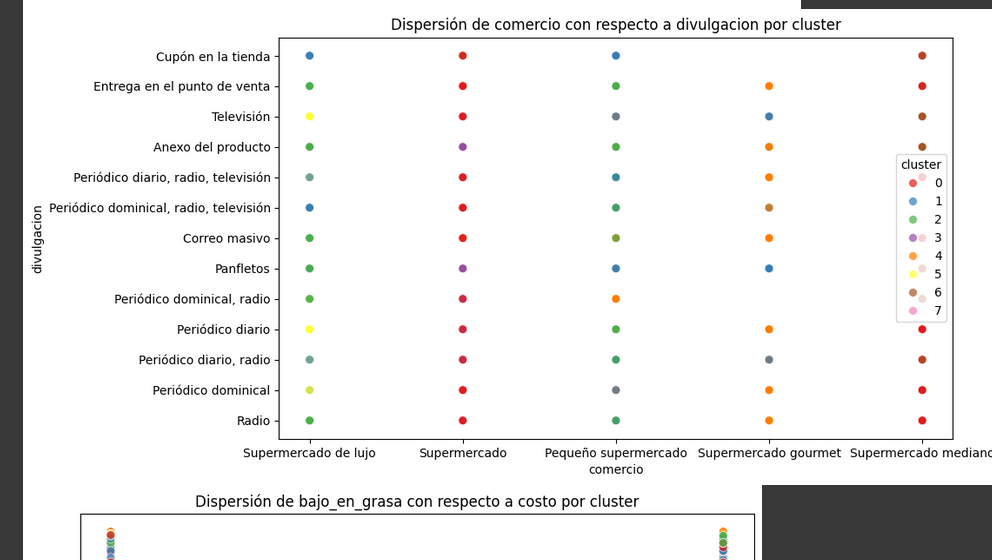 Dispersión de comercio con respecto a divulgacion por cluster
Cupón en la tienda
Entrega en el punto de venta
Televisión
Anexo del producto
Periódico diario, radio, televisión
Periódico dominical, radio, televisión
Correo masivo
Panfletos
Periódico dominical, radio
Periódico diario
Periódico diario, radio
Periódico dominical
Radio
divulgacion
cluster
0
1
2
3
4
5
6
7
Supermercado de lujo
Supermercado
Pequeño supermercado
Supermercado gourmet
Supermercado mediano
comercio
Dispersión de bajo_en_grasa con respecto a costo por cluster